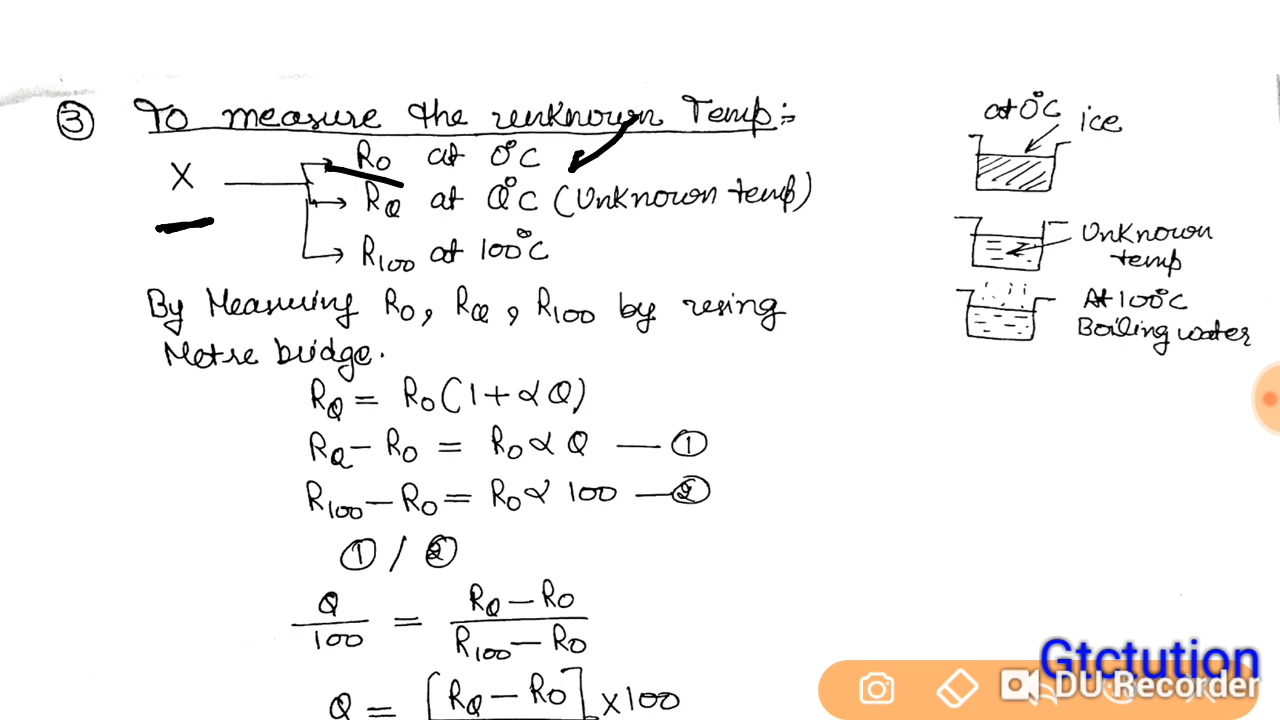 ③ To measure the unknown Temp:-
X → R0 at 0°C
→ Rθ at θ°C (Unknown temp)
→ R100 at 100°C
By Measuring R0, Rθ, R100 by using
Metre bridge.
Rθ = R0(1+αθ)
Rθ – R0 = R0αθ — ①
R100 – R0 = R0α 100 — ②
① / ②
θ/100 = (Rθ – R0)/(R100 – R0)
θ = [Rθ – R0] ×100
at 0°C ice
Unknown
temp
At 100°C
Boiling water
Gtctution
DU Recorder